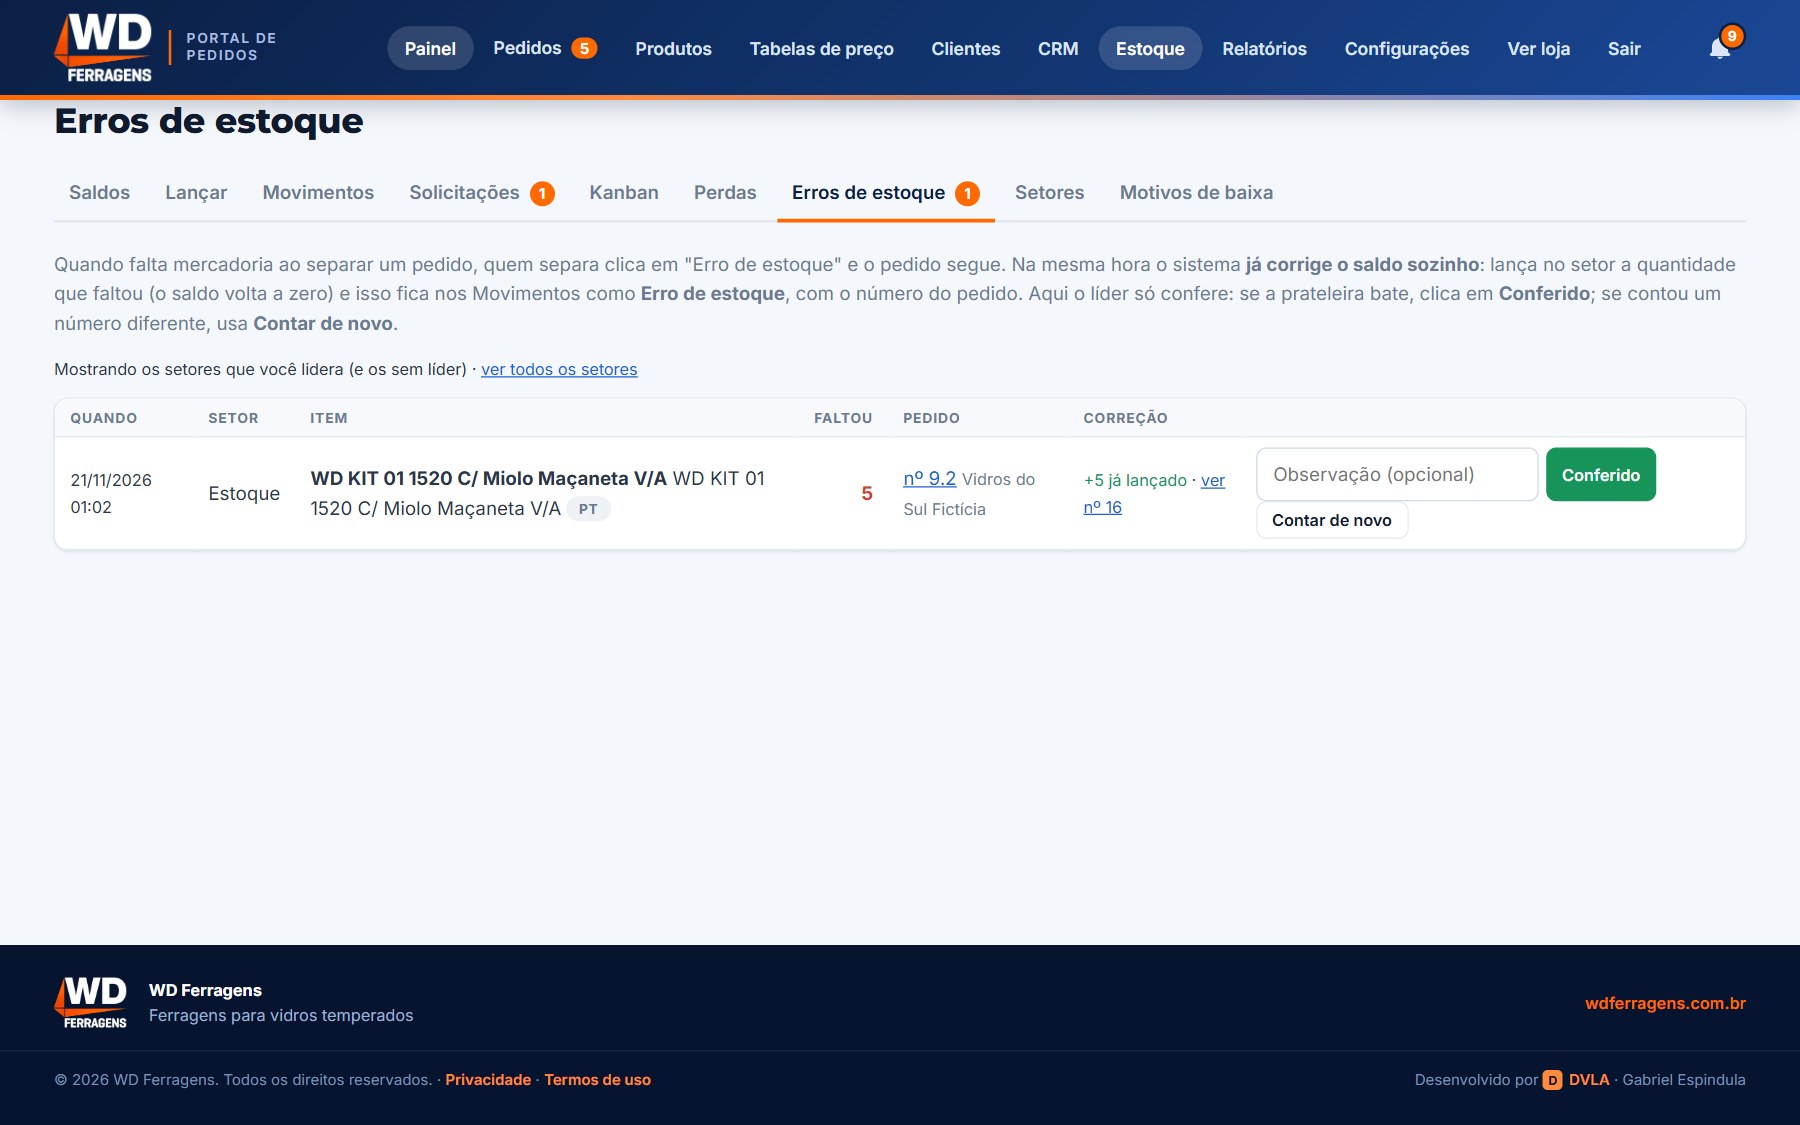 WD
FERRAGENS
PORTAL DE
PEDIDOS
Painel
Pedidos 5
Produtos
Tabelas de preço
Clientes
CRM
Estoque
Relatórios
Configurações
Ver loja
Sair
9
Erros de estoque
Saldos
Lançar
Movimentos
Solicitações 1
Kanban
Perdas
Erros de estoque 1
Setores
Motivos de baixa
Quando falta mercadoria ao separar um pedido, quem separa clica em "Erro de estoque" e o pedido segue. Na mesma hora o sistema já corrige o saldo sozinho: lança no setor a quantidade
que faltou (o saldo volta a zero) e isso fica nos Movimentos como Erro de estoque, com o número do pedido. Aqui o líder só confere: se a prateleira bate, clica em Conferido; se contou um
número diferente, usa Contar de novo.
Mostrando os setores que você lidera (e os sem líder) · ver todos os setores
QUANDO
SETOR
ITEM
FALTOU
PEDIDO
CORREÇÃO
21/11/2026
01:02
Estoque
WD KIT 01 1520 C/ Miolo Maçaneta V/A WD KIT 01
1520 C/ Miolo Maçaneta V/A PT
5
nº 9.2 Vidros do
Sul Fictícia
+5 já lançado · ver
nº 16
Observação (opcional)
Conferido
Contar de novo
WD
FERRAGENS
WD Ferragens
Ferragens para vidros temperados
wdferragens.com.br
© 2026 WD Ferragens. Todos os direitos reservados. · Privacidade · Termos de uso
Desenvolvido por D DVLA · Gabriel Espindula